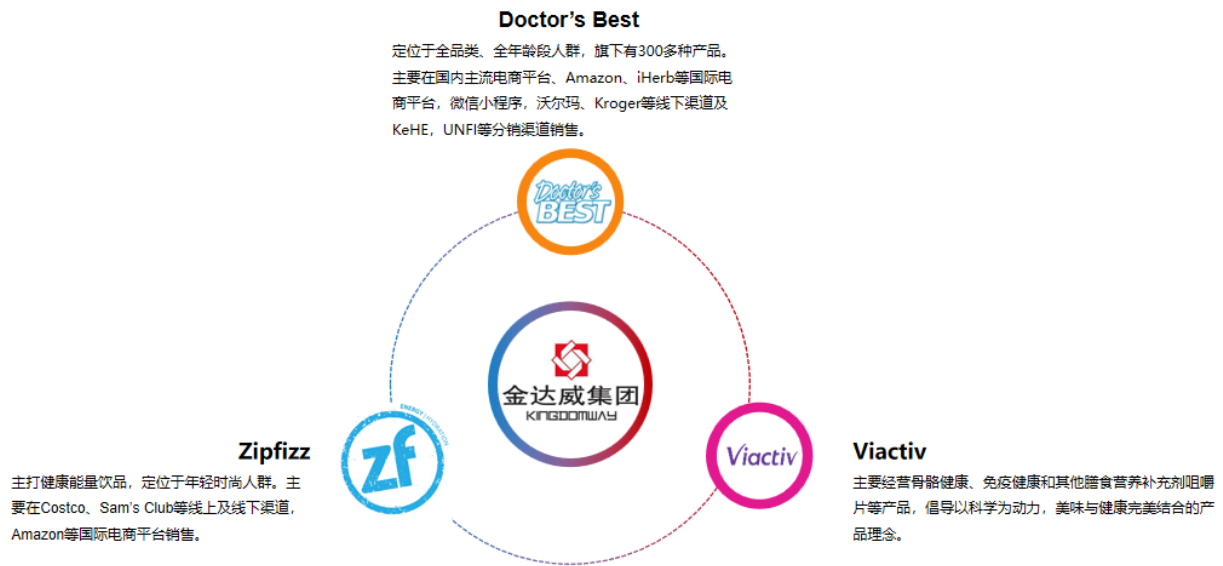 Doctor’s Best
定位于全品类、全年龄段人群，旗下有300多种产品。
主要在国内主流电商平台、Amazon、iHerb等国际电
商平台，微信小程序，沃尔玛、Kroger等线下渠道及
KeHE，UNFI等分销渠道销售。
Doctor's
BEST
金达威集团
KINGDOMWAY
ENERGY | HYDRATION
zf
Zipfizz
主打健康能量饮品，定位于年轻时尚人群。主
要在Costco、Sam’s Club等线上及线下渠道，
Amazon等国际电商平台销售。
Viactiv
Viactiv
主要经营骨骼健康、免疫健康和其他膳食营养补充剂咀嚼
片等产品，倡导以科学为动力，美味与健康完美结合的产
品理念。